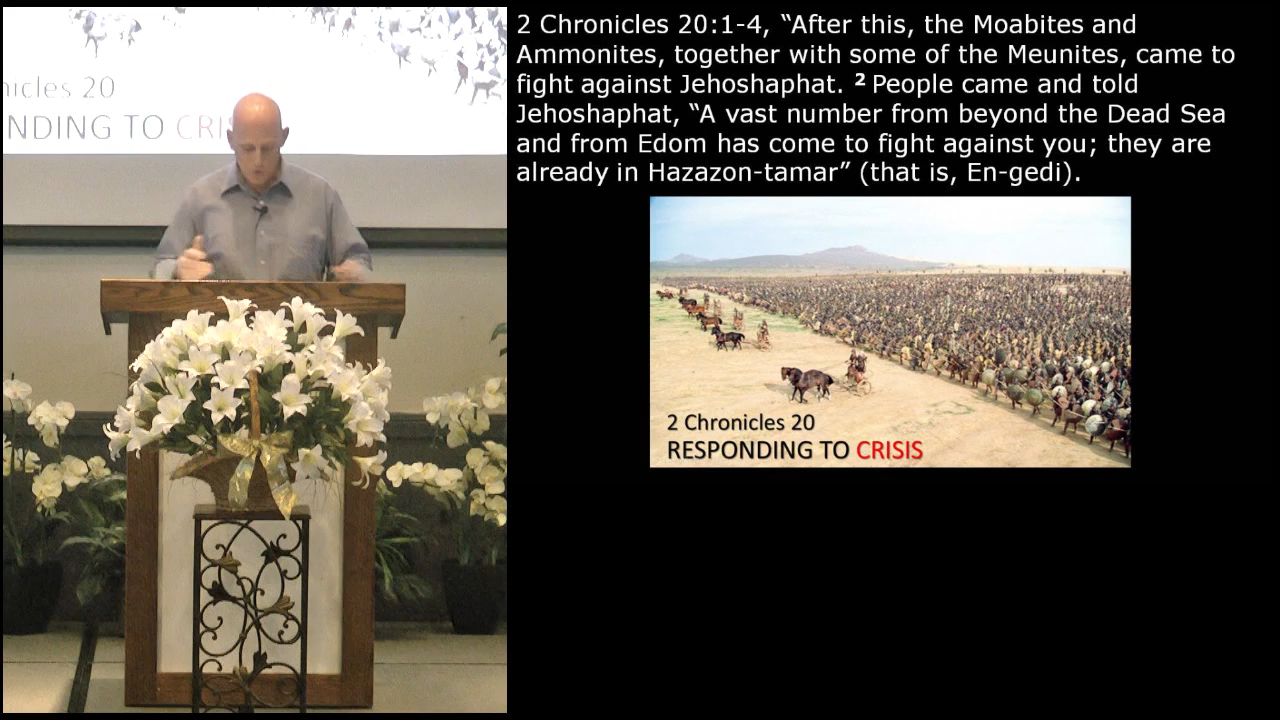 nicles 20
NDING TO CRI
2 Chronicles 20:1-4, “After this, the Moabites and
Ammonites, together with some of the Meunites, came to
fight against Jehoshaphat. ² People came and told
Jehoshaphat, “A vast number from beyond the Dead Sea
and from Edom has come to fight against you; they are
already in Hazazon-tamar” (that is, En-gedi).
2 Chronicles 20
RESPONDING TO CRISIS